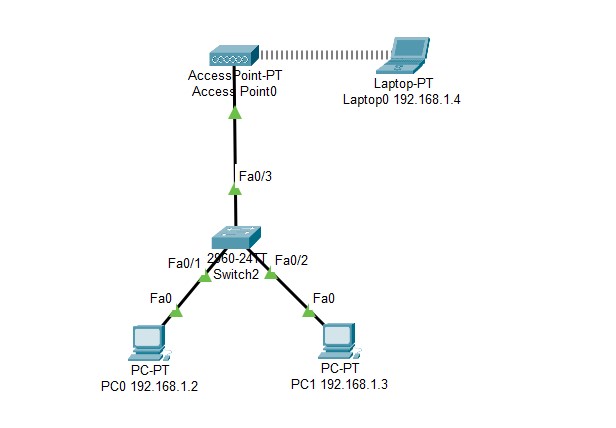 AccessPoint-PT
Access Point0
Laptop-PT
Laptop0 192.168.1.4
Fa0/3
2960-24TT
Switch2
Fa0/1
Fa0/2
Fa0
Fa0
PC-PT
PC0 192.168.1.2
PC-PT
PC1 192.168.1.3